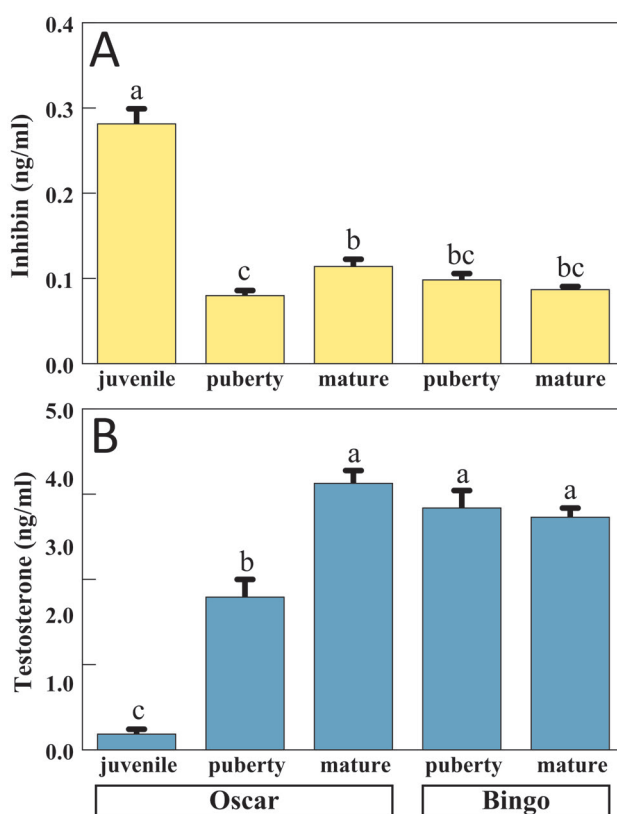 A
Inhibin (ng/ml)
0.4
0.3
0.2
0.1
0.0
a
c
b
bc
bc
juvenile puberty mature puberty mature
B
Testosterone (ng/ml)
5.0
4.0
3.0
2.0
1.0
0.0
c
b
a
a
a
juvenile puberty mature puberty mature
Oscar Bingo